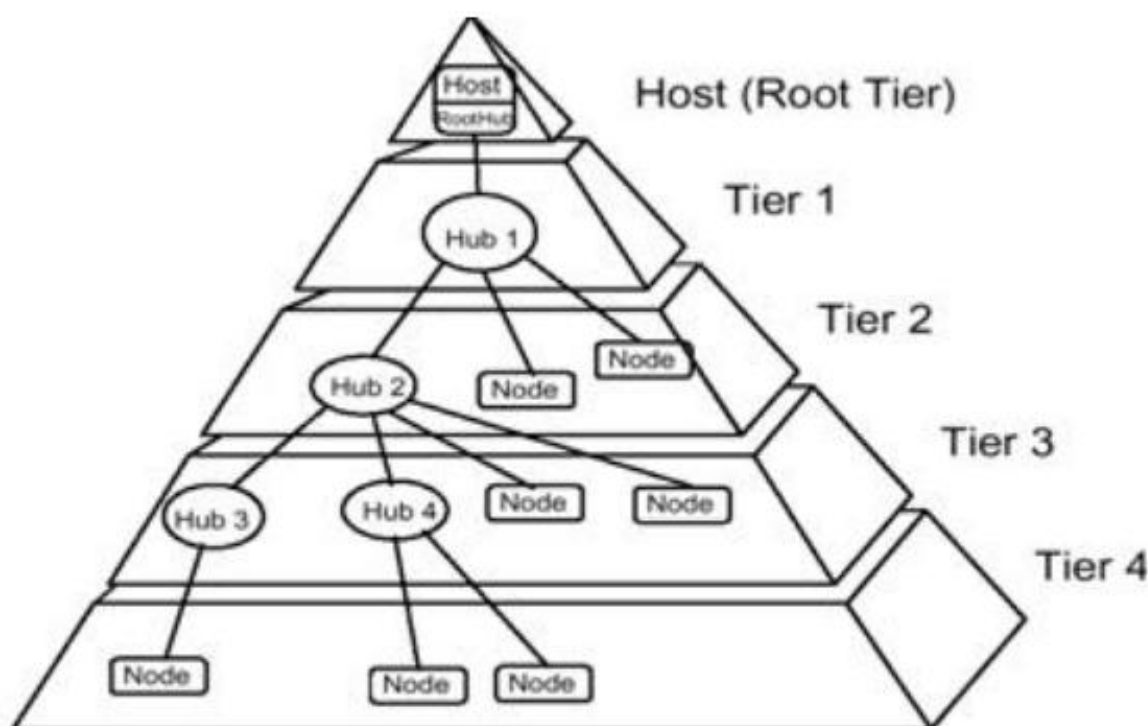 Host
RootHub
Host (Root Tier)
Tier 1
Hub 1
Tier 2
Node
Hub 2
Node
Tier 3
Hub 3
Hub 4
Node
Node
Tier 4
Node
Node
Node